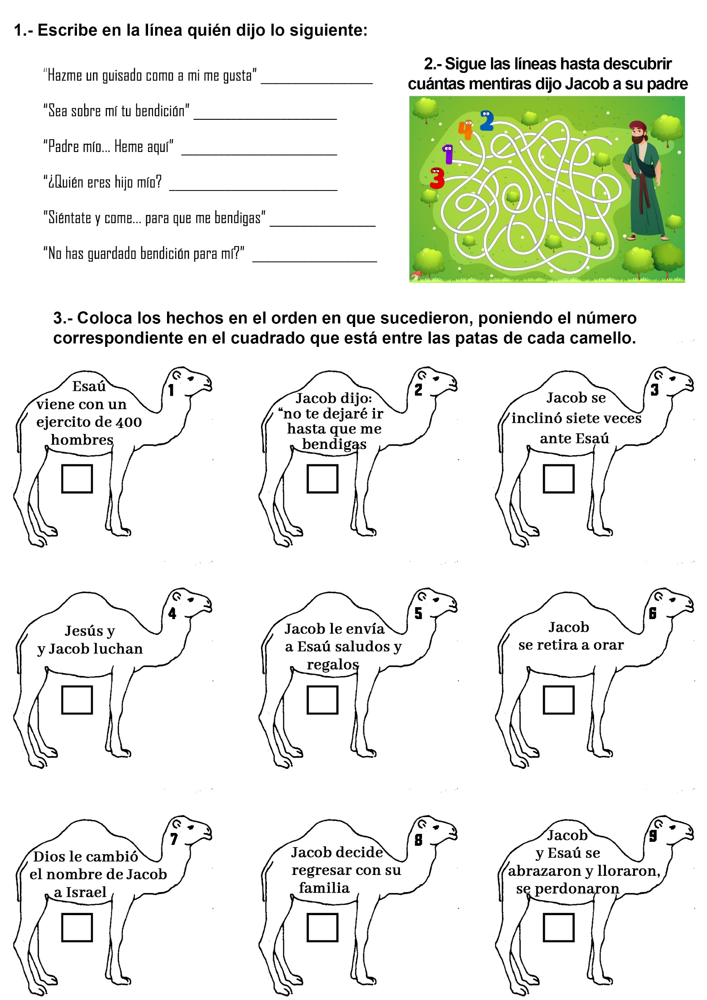 1.- Escribe en la línea quién dijo lo siguiente:
“Hazme un guisado como a mi me gusta” __________________
“Sea sobre mí tu bendición” _______________________
“Padre mío... Heme aquí” _________________________
“¿Quién eres hijo mío? ___________________________
”Siéntate y come... para que me bendigas” _________________
“No has guardado bendición para mí?” ____________________
2.- Sigue las líneas hasta descubrir
cuántas mentiras dijo Jacob a su padre
2
4
1
3
3.- Coloca los hechos en el orden en que sucedieron, poniendo el número
correspondiente en el cuadrado que está entre las patas de cada camello.
1
Esaú
viene con un
ejercito de 400
hombres
2
Jacob dijo:
“no te dejaré ir
hasta que me
bendigas
3
Jacob se
inclinó siete veces
ante Esaú
4
Jesús y
y Jacob luchan
5
Jacob le envía
a Esaú saludos y
regalos
6
Jacob
se retira a orar
7
Dios le cambió
el nombre de Jacob
a Israel
8
Jacob decide
regresar con su
familia
9
Jacob
y Esaú se
abrazaron y lloraron,
se perdonaron